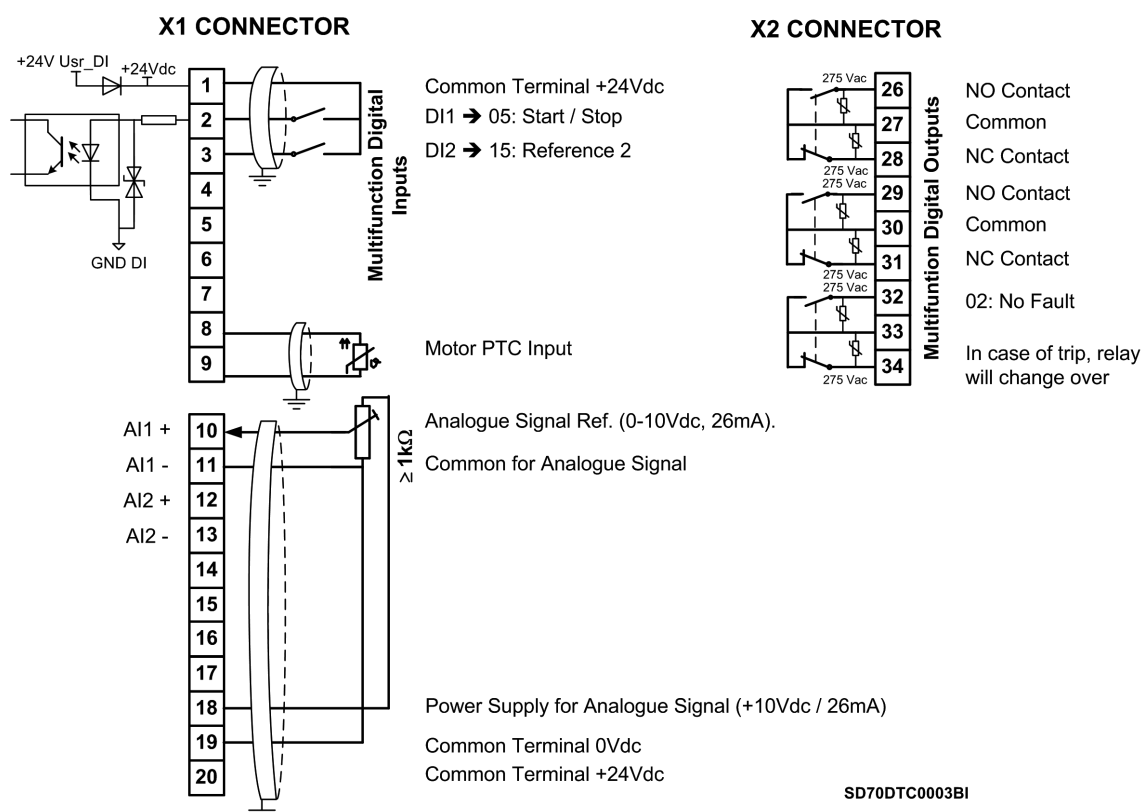 X1 CONNECTOR
+24V Usr_DI
+24Vdc
GND DI
1
2
3
4
5
6
7
8
9
Common Terminal +24Vdc
DI1 ➔ 05: Start / Stop
DI2 ➔ 15: Reference 2
Multifunction Digital
Inputs
Motor PTC Input
AI1 +
AI1 -
AI2 +
AI2 -
10
11
12
13
14
15
16
17
18
19
20
≥ 1kΩ
Analogue Signal Ref. (0-10Vdc, 26mA).
Common for Analogue Signal
Power Supply for Analogue Signal (+10Vdc / 26mA)
Common Terminal 0Vdc
Common Terminal +24Vdc
X2 CONNECTOR
275 Vac
275 Vac
275 Vac
275 Vac
275 Vac
275 Vac
26
27
28
29
30
31
32
33
34
Multifuntion Digital Outputs
NO Contact
Common
NC Contact
NO Contact
Common
NC Contact
02: No Fault
In case of trip, relay
will change over
SD70DTC0003BI